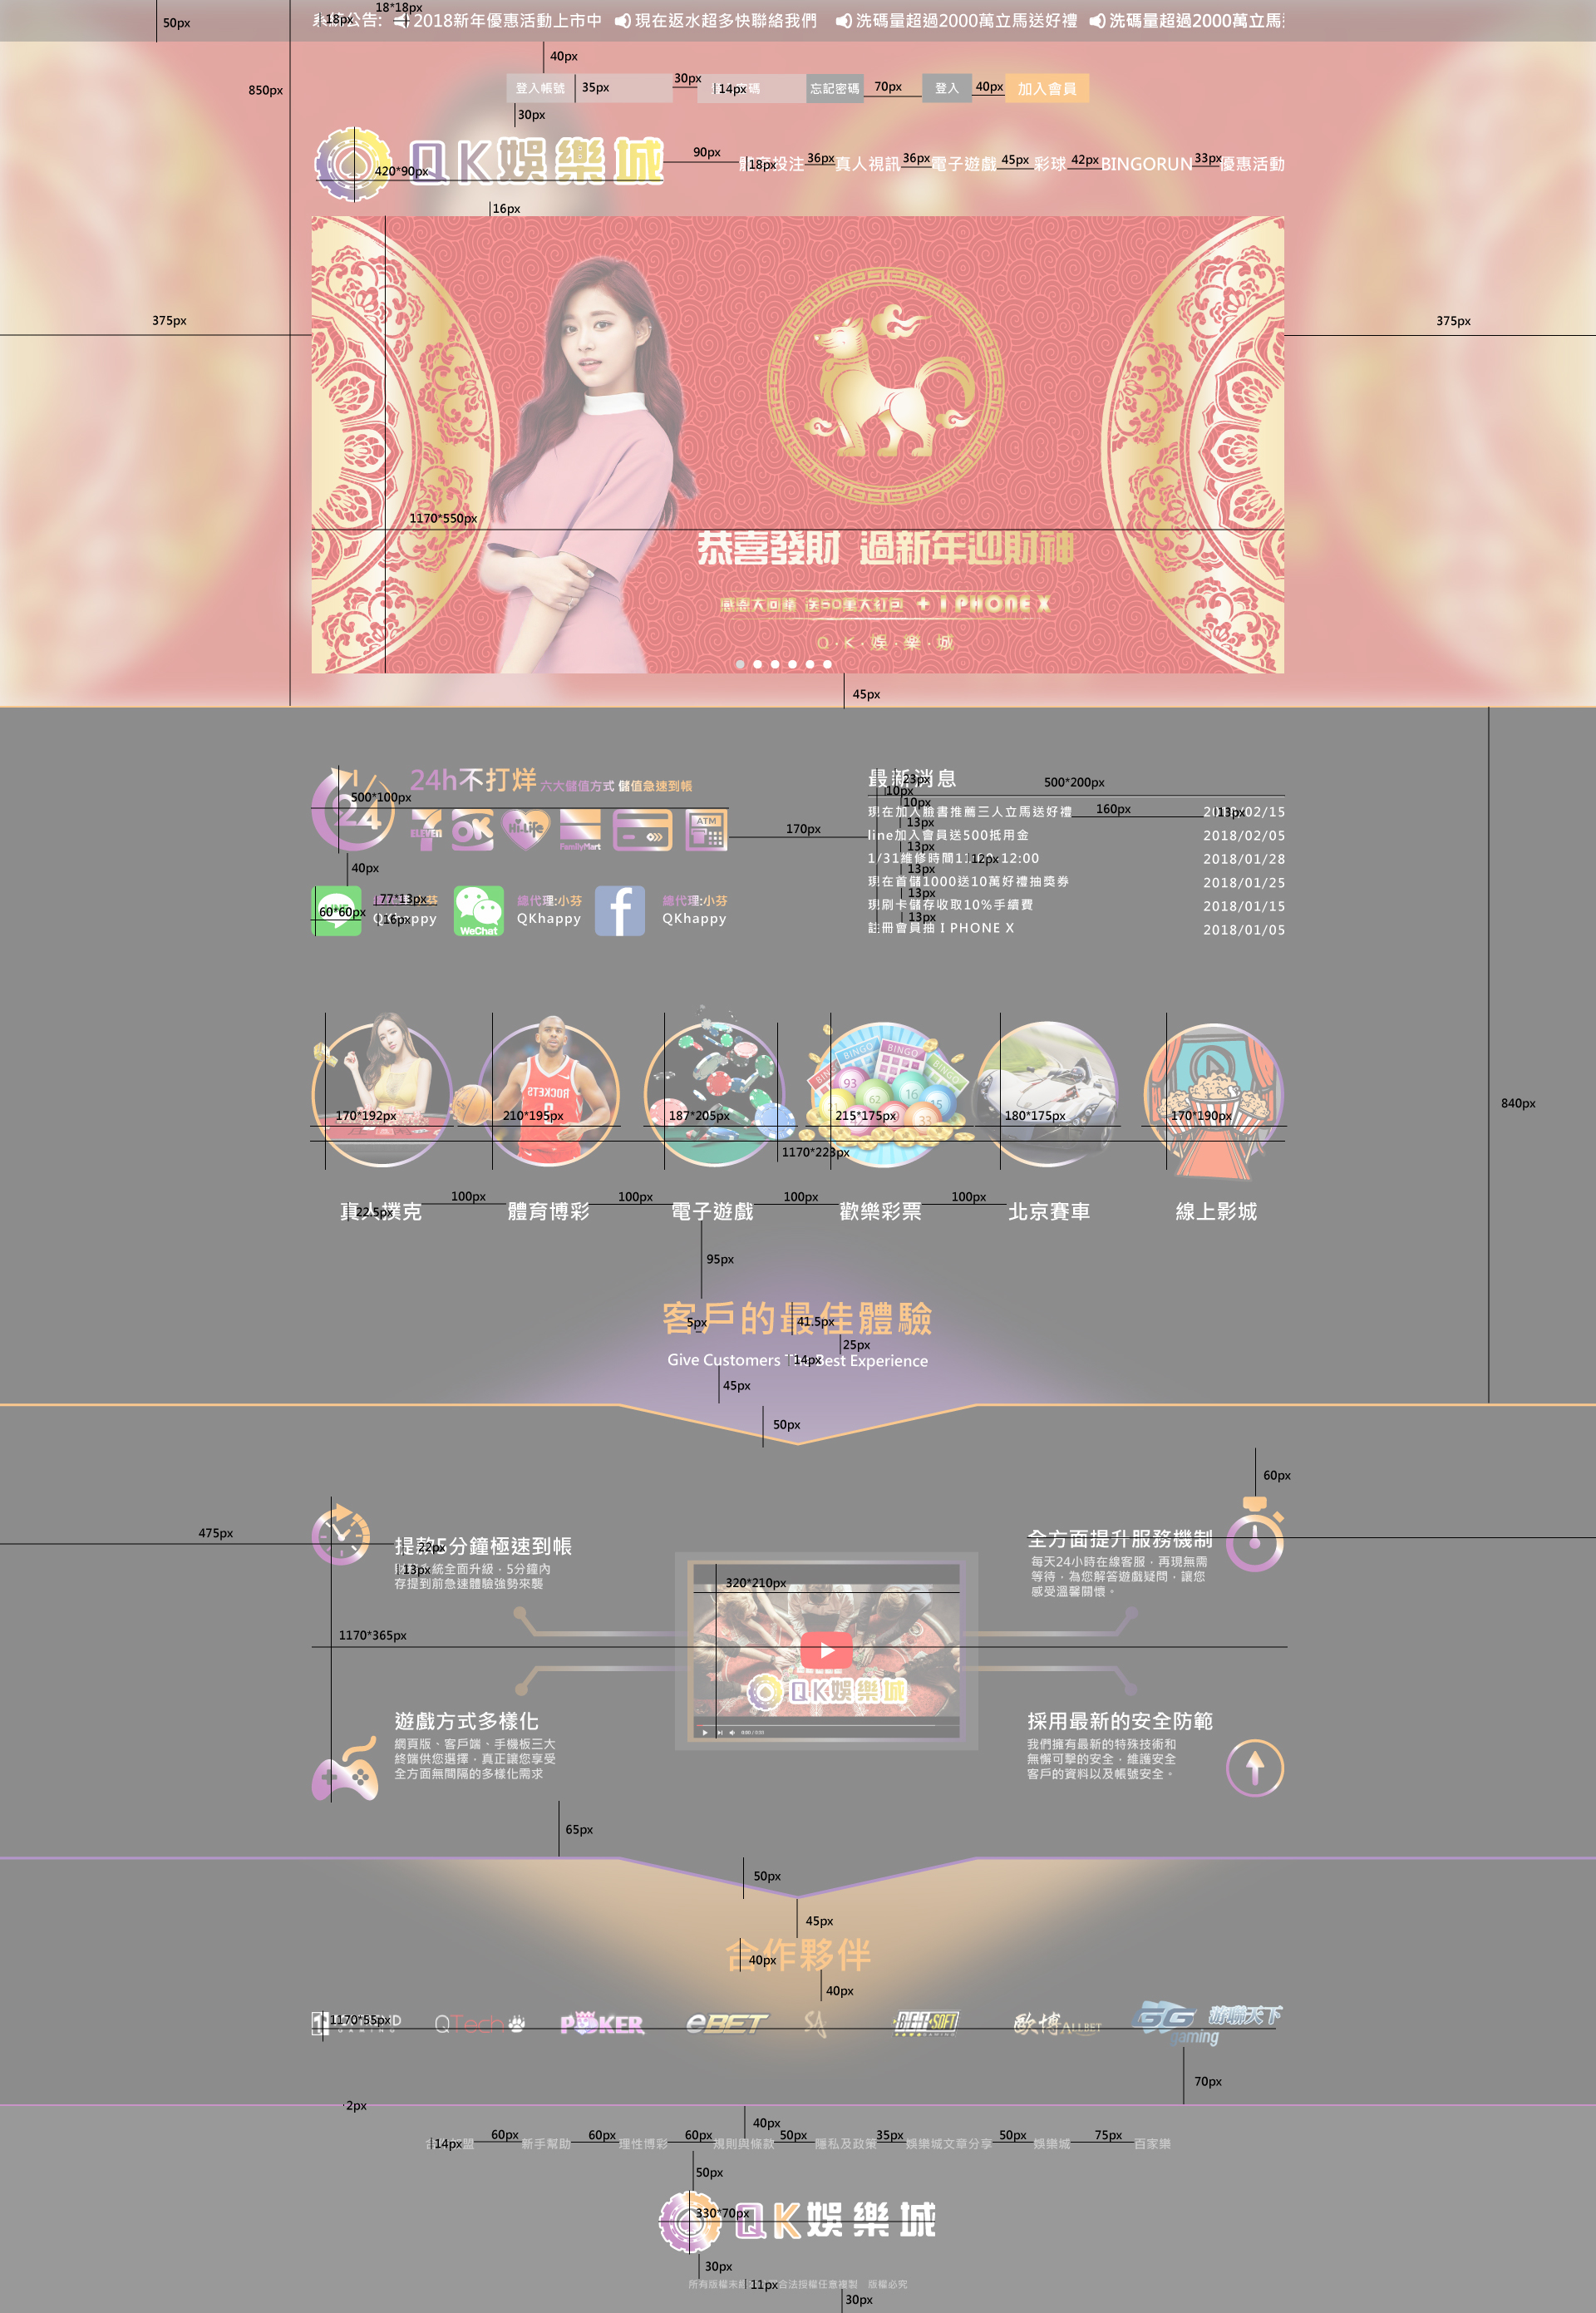 18*18px
50px
18px
公告: 2018新年優惠活動上市中 現在返水超多快聯絡我們 洗碼量超過2000萬立馬送好禮 洗碼量超過2000萬立馬
40px
850px
登入帳號 35px 30px 14px 密碼 忘記密碼 70px 登入 40px 加入會員
30px
QK娛樂城 90px 18px 投注 36px 真人視訊 36px 電子遊戲 45px 彩球 42px BINGORUN 33px 優惠活動
420*90px
16px
375px
375px
1170*550px
恭喜發財 過新年迎財神
感恩大回饋 送50萬大紅包 + I PHONE X
Q·K·娛·樂·城
45px
24h不打烊 六大儲值方式 儲值急速到帳
500*100px
24
ELEVEN OK Hi-Life FamilyMart ATM
170px
40px
LINE 60*60px 77*13px 16px QKhappy
WeChat 總代理:小芬 QKhappy
f 總代理:小芬 QKhappy
最新消息 23px 500*200px
10px
10px
現在加入臉書推薦三人立馬送好禮 160px 2018/02/15 13px
13px
line加入會員送500抵用金 2018/02/05
13px
1/31維修時間 12:00 12px 2018/01/28
13px
現在首儲1000送10萬好禮抽獎券 2018/01/25
13px
現刷卡儲存收取10%手續費 2018/01/15
13px
註冊會員抽 I PHONE X 2018/01/05
840px
ROCKETS
BINGO BINGO BINGO
93 62 16 15 33
170*192px 210*195px 187*205px 215*175px 180*175px 170*190px
1170*223px
100px 100px 100px 100px
真人撲克 22.5px 體育博彩 電子遊戲 歡樂彩票 北京賽車 線上影城
95px
客戶的最佳體驗
5px 41.5px
25px
Give Customers The Best Experience
14px
45px
50px
60px
475px
提款5分鐘極速到帳
22px
統全面升級，5分鐘內
13px
存提到前急速體驗強勢來襲
全方面提升服務機制
每天24小時在線客服，再現無需
等待，為您解答遊戲疑問，讓您
感受溫馨關懷。
320*210px
1170*365px
QK娛樂城
遊戲方式多樣化
網頁版、客戶端、手機板三大
終端供您選擇，真正讓您享受
全方面無間隔的多樣化需求
採用最新的安全防範
我們擁有最新的特殊技術和
無懈可擊的安全，維護安全
客戶的資料以及帳號安全。
65px
50px
45px
合作夥伴
40px
40px
1170*55px QTech POKER eBET BETSOFT 歐博 ALLBET GG gaming 游聯天下
70px
2px
40px
14px 盟 60px 新手幫助 60px 理性博彩 60px 規則與條款 50px 隱私及政策 35px 娛樂城文章分享 50px 娛樂城 75px 百家樂
50px
QK娛樂城
330*70px
30px
所有版權未經 合法授權任意複製 版權必究
11px
30px